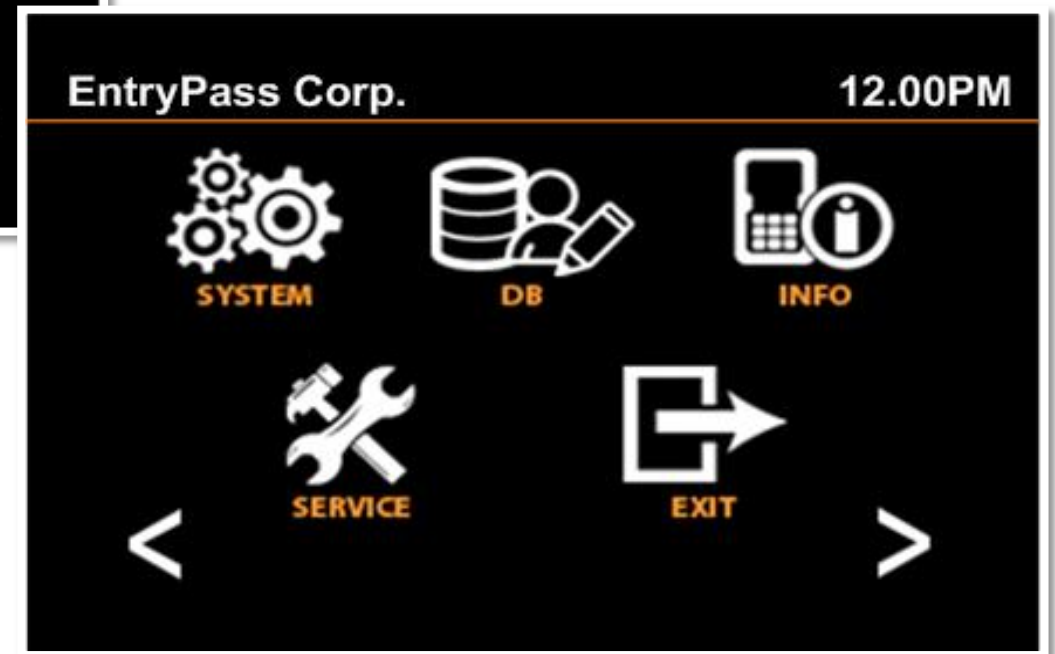 EntryPass Corp. 12.00PM
SYSTEM DB INFO
SERVICE EXIT
< >